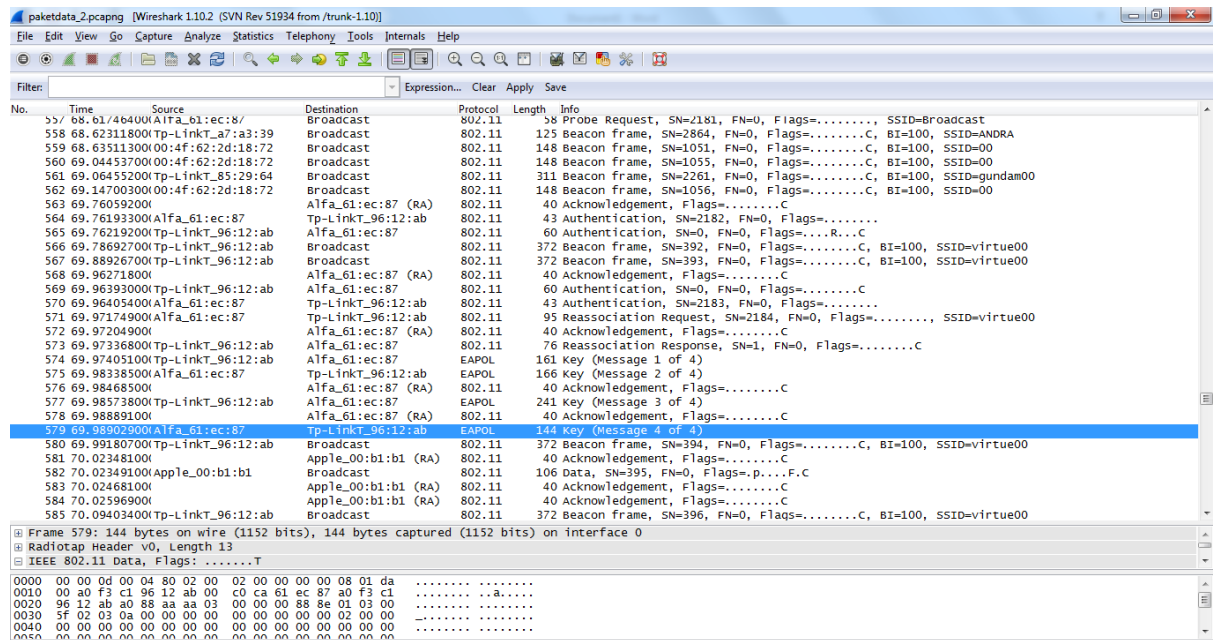 paketdata_2.pcapng [Wireshark 1.10.2 (SVN Rev 51934 from /trunk-1.10)]
File Edit View Go Capture Analyze Statistics Telephony Tools Internals Help
Filter: Expression... Clear Apply Save
No. Time Source Destination Protocol Length Info
557 68.61746400( Alfa_61:ec:87 Broadcast 802.11 58 Probe Request, SN=2181, FN=0, Flags=........, SSID=Broadcast
558 68.62311800( Tp-LinkT_a7:a3:39 Broadcast 802.11 125 Beacon frame, SN=2864, FN=0, Flags=........C, BI=100, SSID=ANDRA
559 68.63511300( 00:4f:62:2d:18:72 Broadcast 802.11 148 Beacon frame, SN=1051, FN=0, Flags=........C, BI=100, SSID=00
560 69.04453700( 00:4f:62:2d:18:72 Broadcast 802.11 148 Beacon frame, SN=1055, FN=0, Flags=........C, BI=100, SSID=00
561 69.06455200( Tp-LinkT_85:29:64 Broadcast 802.11 311 Beacon frame, SN=2261, FN=0, Flags=........C, BI=100, SSID=gundam00
562 69.14700300( 00:4f:62:2d:18:72 Broadcast 802.11 148 Beacon frame, SN=1056, FN=0, Flags=........C, BI=100, SSID=00
563 69.76059200( Alfa_61:ec:87 (RA) 802.11 40 Acknowledgement, Flags=........C
564 69.76193300( Alfa_61:ec:87 Tp-LinkT_96:12:ab 802.11 43 Authentication, SN=2182, FN=0, Flags=........
565 69.76219200( Tp-LinkT_96:12:ab Alfa_61:ec:87 802.11 60 Authentication, SN=0, FN=0, Flags=....R...C
566 69.78692700( Tp-LinkT_96:12:ab Broadcast 802.11 372 Beacon frame, SN=392, FN=0, Flags=........C, BI=100, SSID=virtue00
567 69.88926700( Tp-LinkT_96:12:ab Broadcast 802.11 372 Beacon frame, SN=393, FN=0, Flags=........C, BI=100, SSID=virtue00
568 69.96271800( Alfa_61:ec:87 (RA) 802.11 40 Acknowledgement, Flags=........C
569 69.96393000( Tp-LinkT_96:12:ab Alfa_61:ec:87 802.11 60 Authentication, SN=0, FN=0, Flags=........C
570 69.96405400( Alfa_61:ec:87 Tp-LinkT_96:12:ab 802.11 43 Authentication, SN=2183, FN=0, Flags=........
571 69.97174900( Alfa_61:ec:87 Tp-LinkT_96:12:ab 802.11 95 Reassociation Request, SN=2184, FN=0, Flags=........, SSID=virtue00
572 69.97204900( Alfa_61:ec:87 (RA) 802.11 40 Acknowledgement, Flags=........C
573 69.97336800( Tp-LinkT_96:12:ab Alfa_61:ec:87 802.11 76 Reassociation Response, SN=1, FN=0, Flags=........C
574 69.97405100( Tp-LinkT_96:12:ab Alfa_61:ec:87 EAPOL 161 Key (Message 1 of 4)
575 69.98338500( Alfa_61:ec:87 Tp-LinkT_96:12:ab EAPOL 166 Key (Message 2 of 4)
576 69.98468500( Alfa_61:ec:87 (RA) 802.11 40 Acknowledgement, Flags=........C
577 69.98573800( Tp-LinkT_96:12:ab Alfa_61:ec:87 EAPOL 241 Key (Message 3 of 4)
578 69.98889100( Alfa_61:ec:87 (RA) 802.11 40 Acknowledgement, Flags=........C
579 69.98902900( Alfa_61:ec:87 Tp-LinkT_96:12:ab EAPOL 144 Key (Message 4 of 4)
580 69.99180700( Tp-LinkT_96:12:ab Broadcast 802.11 372 Beacon frame, SN=394, FN=0, Flags=........C, BI=100, SSID=virtue00
581 70.02348100( Apple_00:b1:b1 (RA) 802.11 40 Acknowledgement, Flags=........C
582 70.02349100( Apple_00:b1:b1 Broadcast 802.11 106 Data, SN=395, FN=0, Flags=.p....F.C
583 70.02468100( Apple_00:b1:b1 (RA) 802.11 40 Acknowledgement, Flags=........C
584 70.02596900( Apple_00:b1:b1 (RA) 802.11 40 Acknowledgement, Flags=........C
585 70.09403400( Tp-LinkT_96:12:ab Broadcast 802.11 372 Beacon frame, SN=396, FN=0, Flags=........C, BI=100, SSID=virtue00
Frame 579: 144 bytes on wire (1152 bits), 144 bytes captured (1152 bits) on interface 0
Radiotap Header v0, Length 13
IEEE 802.11 Data, Flags: .......T
0000 00 00 0d 00 04 80 02 00 02 00 00 00 00 08 01 da ........ ........
0010 00 a0 f3 c1 96 12 ab 00 c0 ca 61 ec 87 a0 f3 c1 ........ ..a.....
0020 96 12 ab a0 88 aa aa 03 00 00 00 88 8e 01 03 00 ........ ........
0030 5f 02 03 0a 00 00 00 00 00 00 00 00 00 02 00 00 _....... ........
0040 00 00 00 00 00 00 00 00 00 00 00 00 00 00 00 00 ........ ........